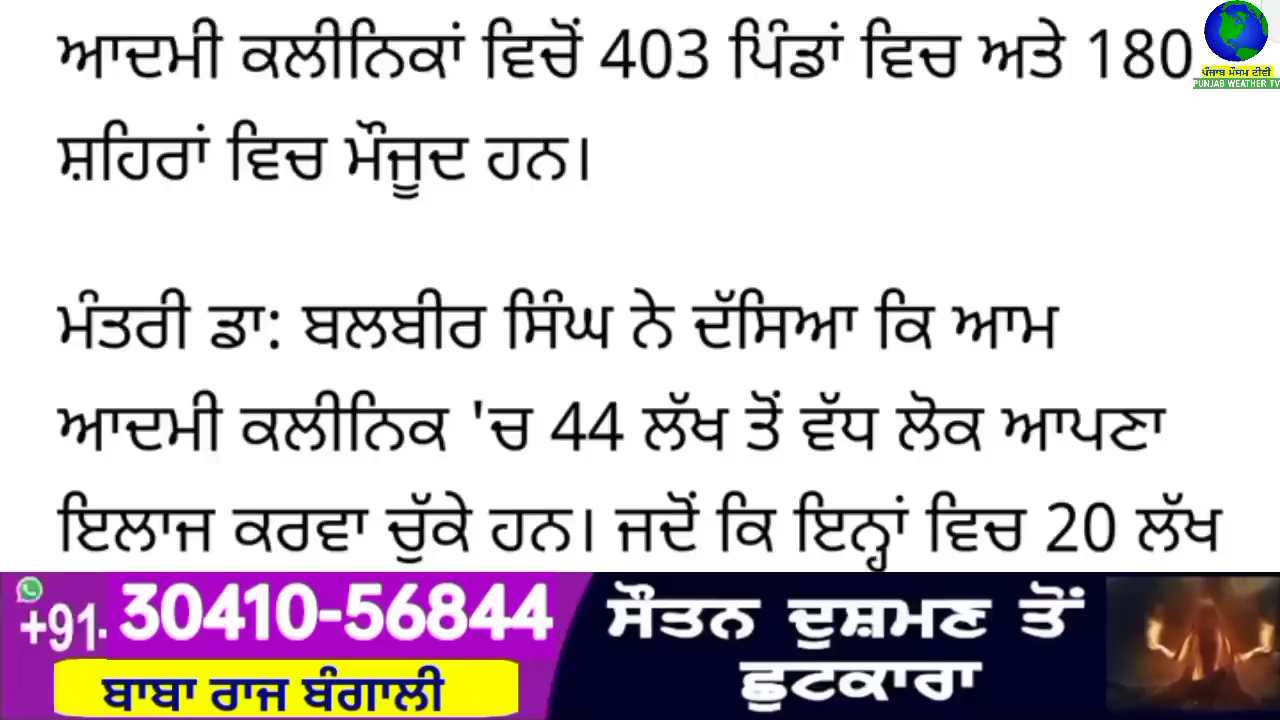 ਆਦਮੀ ਕਲੀਨਿਕਾਂ ਵਿਚੋਂ 403 ਪਿੰਡਾਂ ਵਿਚ ਅਤੇ 180
ਪੰਜਾਬ ਮੌਸਮ ਟੀਵੀ
PUNJAB WEATHER TV
ਸ਼ਹਿਰਾਂ ਵਿਚ ਮੌਜੂਦ ਹਨ।
ਮੰਤਰੀ ਡਾ: ਬਲਬੀਰ ਸਿੰਘ ਨੇ ਦੱਸਿਆ ਕਿ ਆਮ
ਆਦਮੀ ਕਲੀਨਿਕ 'ਚ 44 ਲੱਖ ਤੋਂ ਵੱਧ ਲੋਕ ਆਪਣਾ
ਇਲਾਜ ਕਰਵਾ ਚੁੱਕੇ ਹਨ। ਜਦੋਂ ਕਿ ਇਨ੍ਹਾਂ ਵਿਚ 20 ਲੱਖ
+91- 30410-56844
ਬਾਬਾ ਰਾਜ ਬੰਗਾਲੀ
ਸੌਤਨ ਦੁਸ਼ਮਣ ਤੋਂ
ਛੁਟਕਾਰਾ